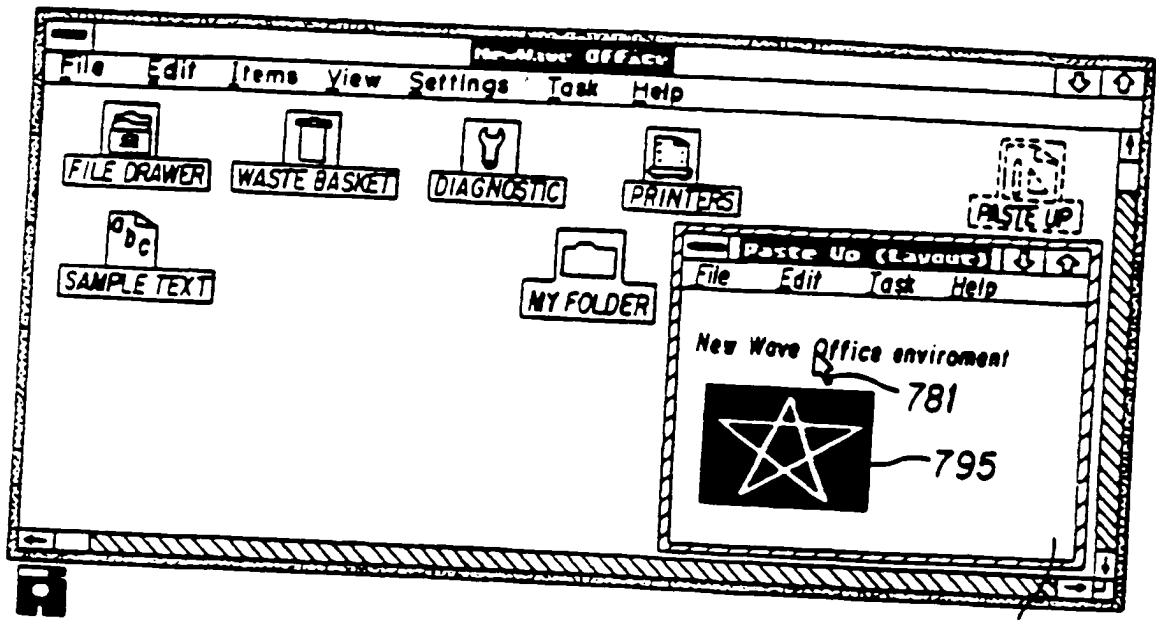 NewWave Office
File Edit Items View Settings Task Help
FILE DRAWER WASTE BASKET DIAGNOSTIC PRINTERS PASTE UP
abc
SAMPLE TEXT MY FOLDER
Paste Up (Layout)
File Edit Task Help
New Wave Office enviroment
781
795